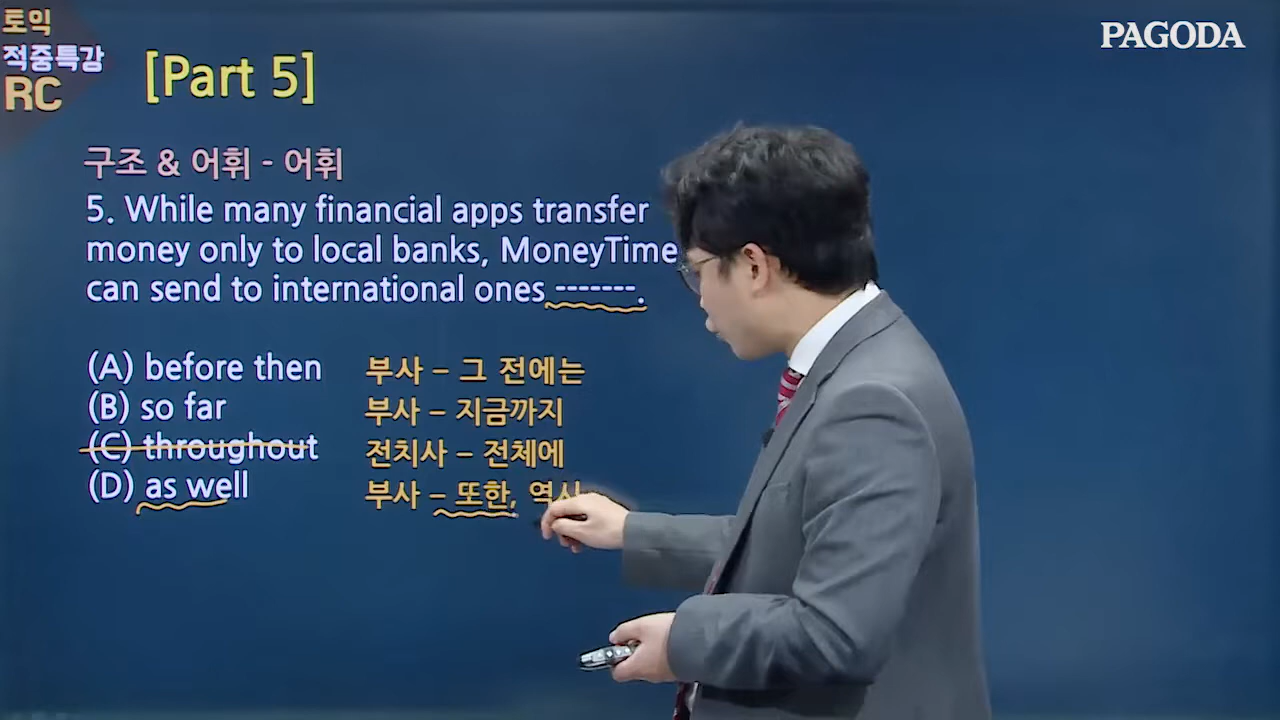 토익
적중특강
RC
PAGODA
[Part 5]
구조 & 어휘 - 어휘
5. While many financial apps transfer
money only to local banks, MoneyTime
can send to international ones -------.
(A) before then 부사 – 그 전에는
(B) so far 부사 – 지금까지
(C) throughout 전치사 – 전체에
(D) as well 부사 – 또한, 역시